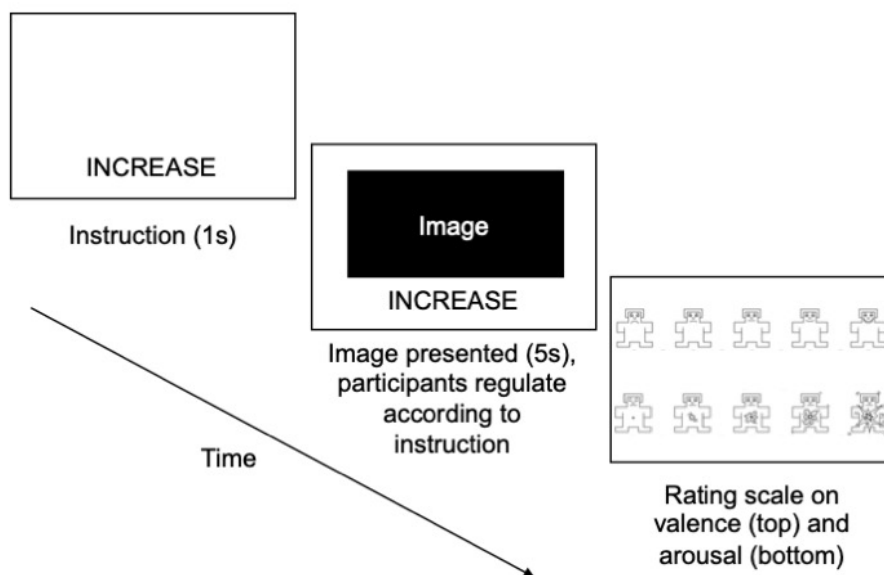 INCREASE
Instruction (1s)
Image
INCREASE
Image presented (5s),
participants regulate
according to
instruction
Time
Rating scale on
valence (top) and
arousal (bottom)